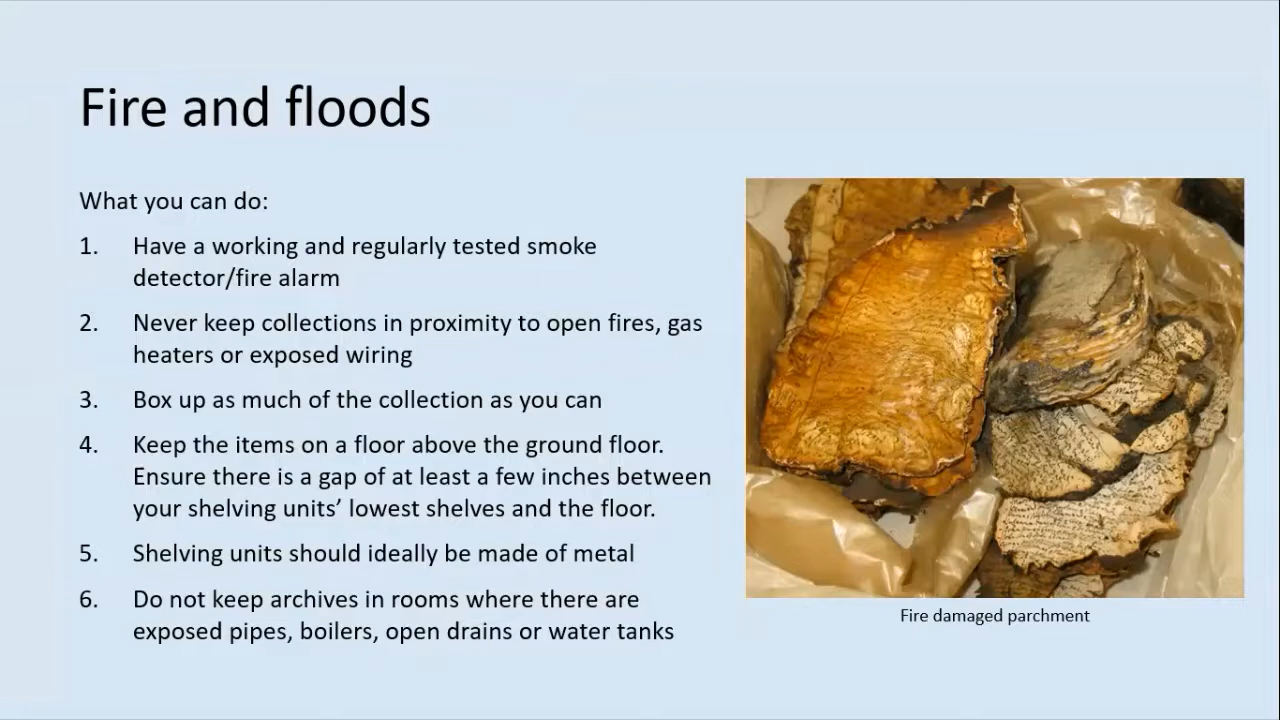 Fire and floods
What you can do:
1. Have a working and regularly tested smoke
detector/fire alarm
2. Never keep collections in proximity to open fires, gas
heaters or exposed wiring
3. Box up as much of the collection as you can
4. Keep the items on a floor above the ground floor.
Ensure there is a gap of at least a few inches between
your shelving units’ lowest shelves and the floor.
5. Shelving units should ideally be made of metal
6. Do not keep archives in rooms where there are
exposed pipes, boilers, open drains or water tanks
Fire damaged parchment